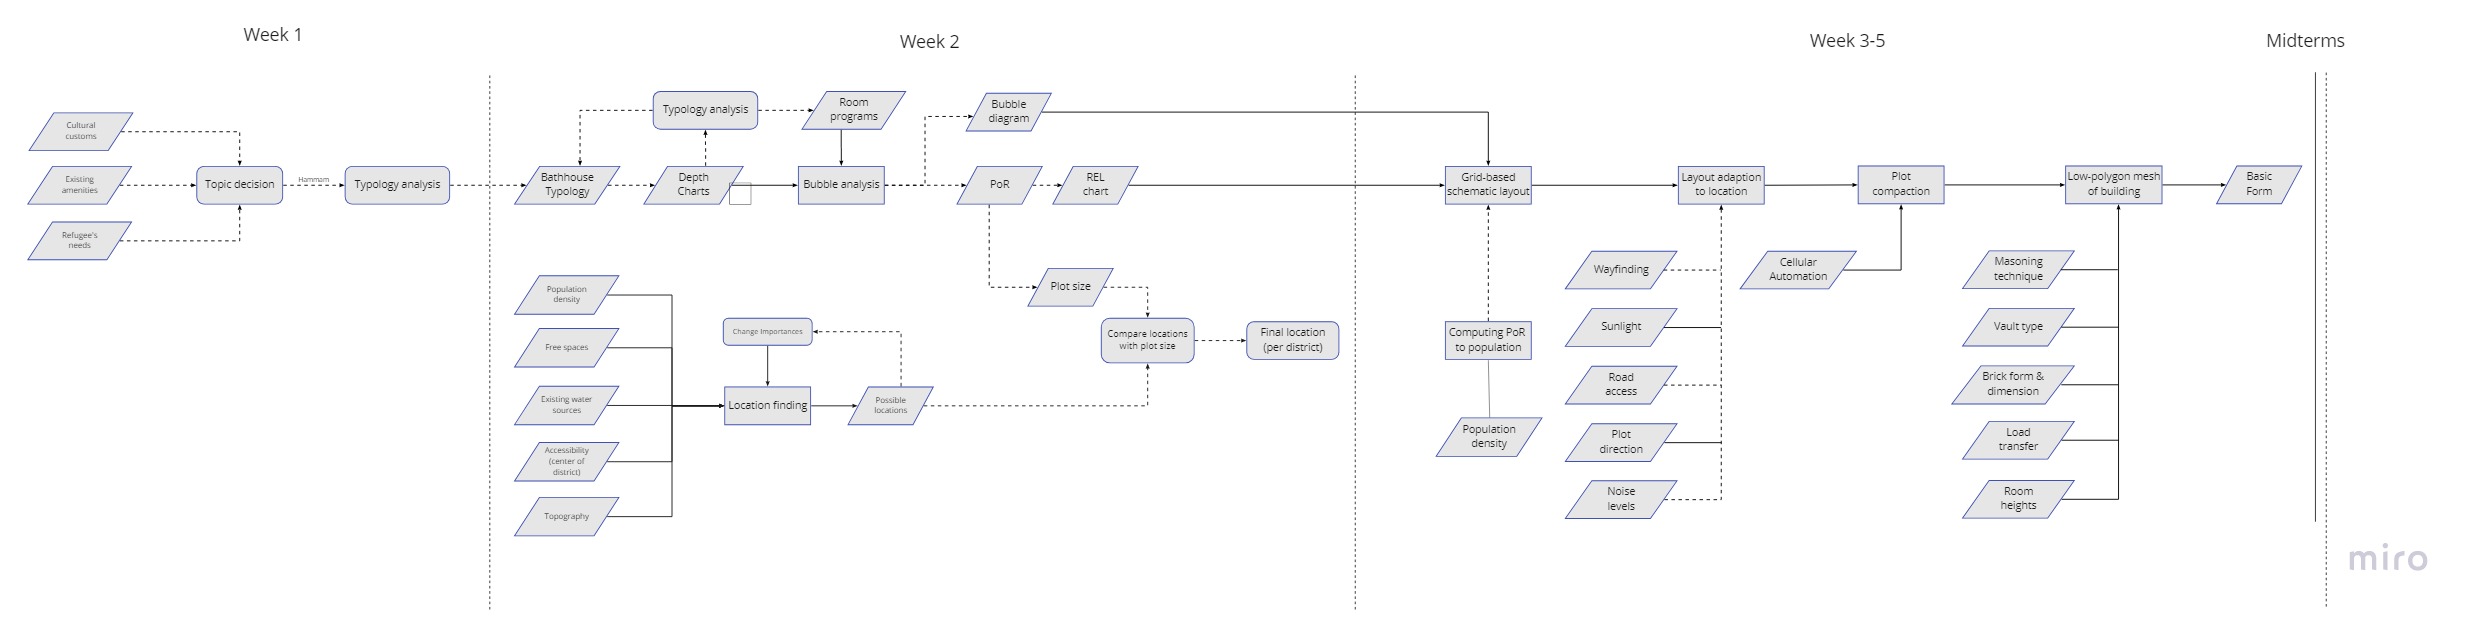 Week 1
Week 2
Week 3-5
Midterms
Cultural
customs
Existing
amenities
Refugee's
needs
Topic decision
Hammam
Typology analysis
Typology analysis
Room
programs
Bathhouse
Typology
Depth
Charts
Bubble analysis
Bubble
diagram
PoR
REL
chart
Plot size
Population
density
Free spaces
Existing water
sources
Accessibility
(center of
district)
Topography
Change Importances
Location finding
Possible
locations
Compare locations
with plot size
Final location
(per district)
Grid-based
schematic layout
Computing PoR
to population
Population
density
Layout adaption
to location
Wayfinding
Sunlight
Road
access
Plot
direction
Noise
levels
Plot
compaction
Cellular
Automation
Low-polygon mesh
of building
Masoning
technique
Vault type
Brick form &
dimension
Load
transfer
Room
heights
Basic
Form
miro